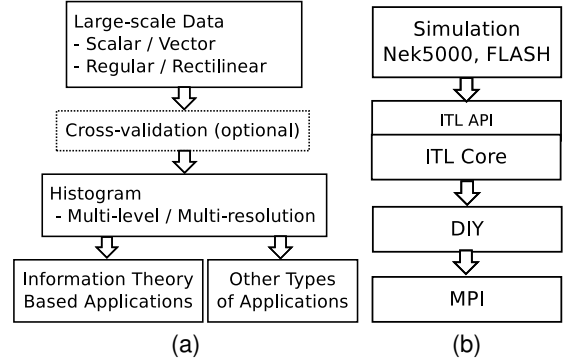 Large-scale Data
- Scalar / Vector
- Regular / Rectilinear
Cross-validation (optional)
Histogram
- Multi-level / Multi-resolution
Information Theory
Based Applications
Other Types
of Applications
(a)
Simulation
Nek5000, FLASH
ITL API
ITL Core
DIY
MPI
(b)